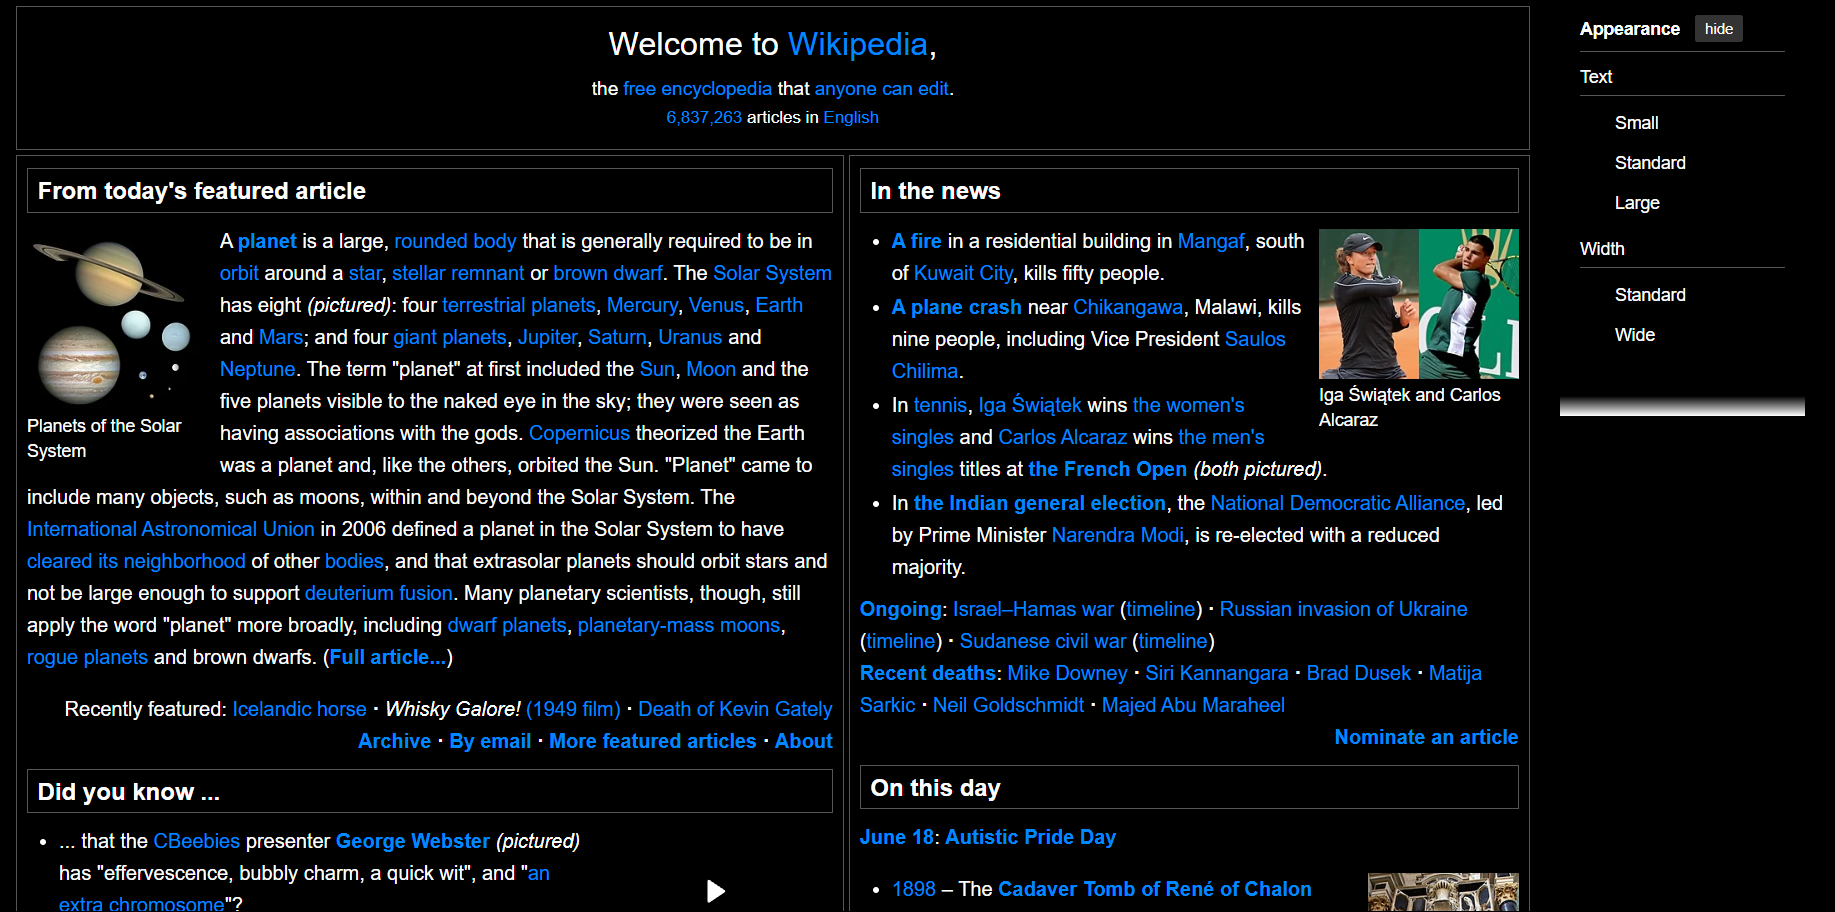 Welcome to Wikipedia,
the free encyclopedia that anyone can edit.
6,837,263 articles in English
From today's featured article
A planet is a large, rounded body that is generally required to be in
orbit around a star, stellar remnant or brown dwarf. The Solar System
has eight (pictured): four terrestrial planets, Mercury, Venus, Earth
and Mars; and four giant planets, Jupiter, Saturn, Uranus and
Neptune. The term "planet" at first included the Sun, Moon and the
five planets visible to the naked eye in the sky; they were seen as
having associations with the gods. Copernicus theorized the Earth
was a planet and, like the others, orbited the Sun. "Planet" came to
include many objects, such as moons, within and beyond the Solar System. The
International Astronomical Union in 2006 defined a planet in the Solar System to have
cleared its neighborhood of other bodies, and that extrasolar planets should orbit stars and
not be large enough to support deuterium fusion. Many planetary scientists, though, still
apply the word "planet" more broadly, including dwarf planets, planetary-mass moons,
rogue planets and brown dwarfs. (Full article...)
Planets of the Solar
System
Recently featured: Icelandic horse · Whisky Galore! (1949 film) · Death of Kevin Gately
Archive · By email · More featured articles · About
Did you know ...
... that the CBeebies presenter George Webster (pictured)
has "effervescence, bubbly charm, a quick wit", and "an
extra chromosome"?
In the news
A fire in a residential building in Mangaf, south
of Kuwait City, kills fifty people.
A plane crash near Chikangawa, Malawi, kills
nine people, including Vice President Saulos
Chilima.
In tennis, Iga Świątek wins the women's
singles and Carlos Alcaraz wins the men's
singles titles at the French Open (both pictured).
In the Indian general election, the National Democratic Alliance, led
by Prime Minister Narendra Modi, is re-elected with a reduced
majority.
Iga Świątek and Carlos
Alcaraz
Ongoing: Israel–Hamas war (timeline) · Russian invasion of Ukraine
(timeline) · Sudanese civil war (timeline)
Recent deaths: Mike Downey · Siri Kannangara · Brad Dusek · Matija
Sarkic · Neil Goldschmidt · Majed Abu Maraheel
Nominate an article
On this day
June 18: Autistic Pride Day
1898 – The Cadaver Tomb of René of Chalon
Appearance hide
Text
Small
Standard
Large
Width
Standard
Wide